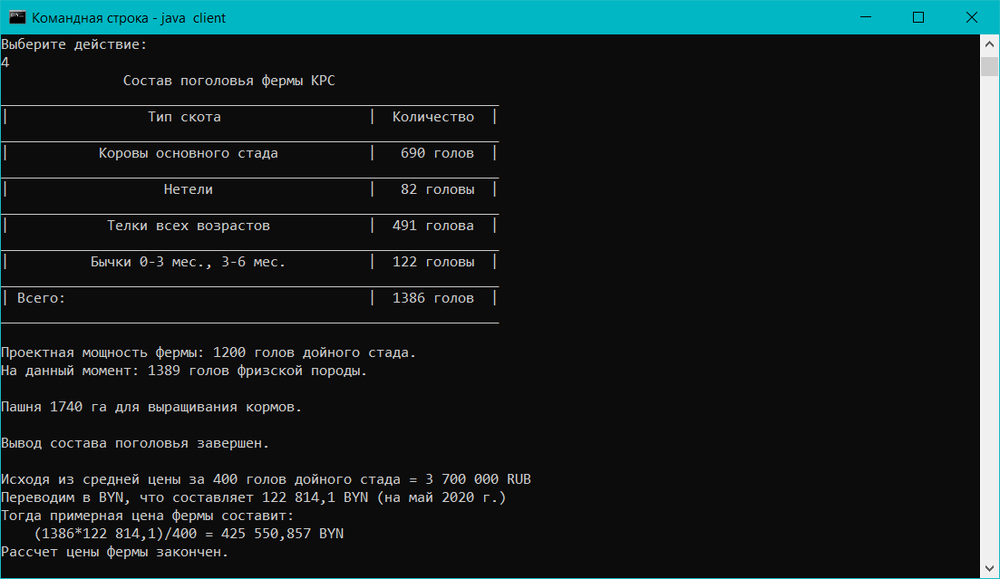 Командная строка - java client
Выберите действие:
4
Состав поголовья фермы КРС
| Тип скота | Количество |
| Коровы основного стада | 690 голов |
| Нетели | 82 головы |
| Телки всех возрастов | 491 голова |
| Бычки 0-3 мес., 3-6 мес. | 122 головы |
| Всего: | 1386 голов |
Проектная мощность фермы: 1200 голов дойного стада.
На данный момент: 1389 голов фризской породы.
Пашня 1740 га для выращивания кормов.
Вывод состава поголовья завершен.
Исходя из средней цены за 400 голов дойного стада = 3 700 000 RUB
Переводим в BYN, что составляет 122 814,1 BYN (на май 2020 г.)
Тогда примерная цена фермы составит:
(1386*122 814,1)/400 = 425 550,857 BYN
Рассчет цены фермы закончен.